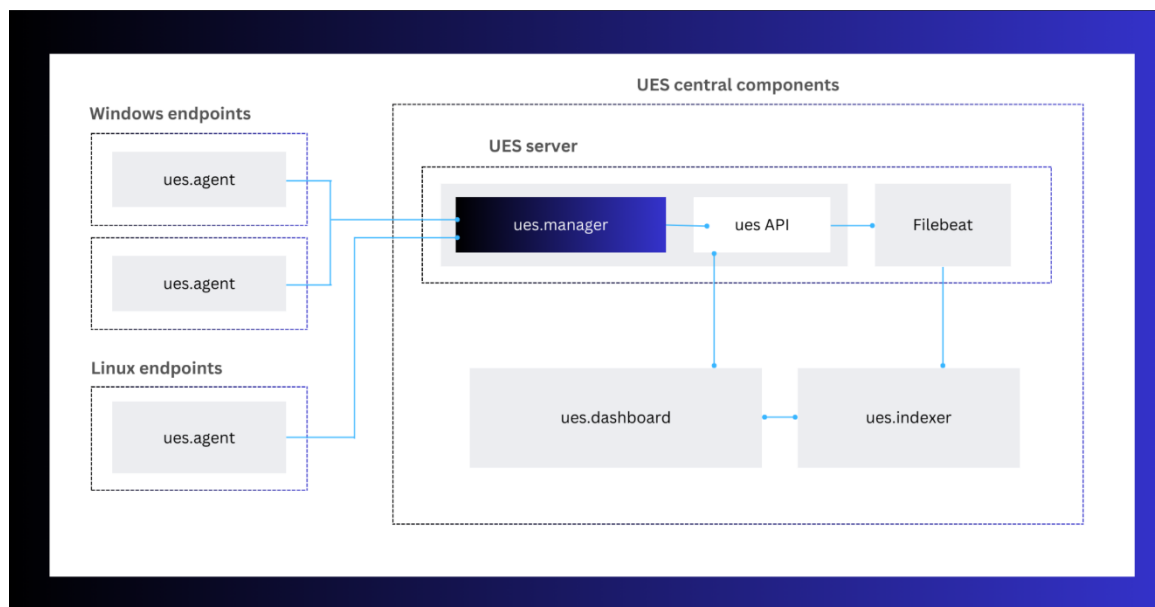 UES central components
Windows endpoints
UES server
ues.agent
ues.manager
ues API
Filebeat
ues.agent
Linux endpoints
ues.agent
ues.dashboard
ues.indexer